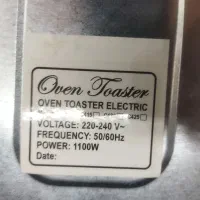 Oven Toaster
OVEN TOASTER ELECTRIC
VOLTAGE: 220-240 V~
FREQUENCY: 50/60Hz
POWER: 1100W
Date: